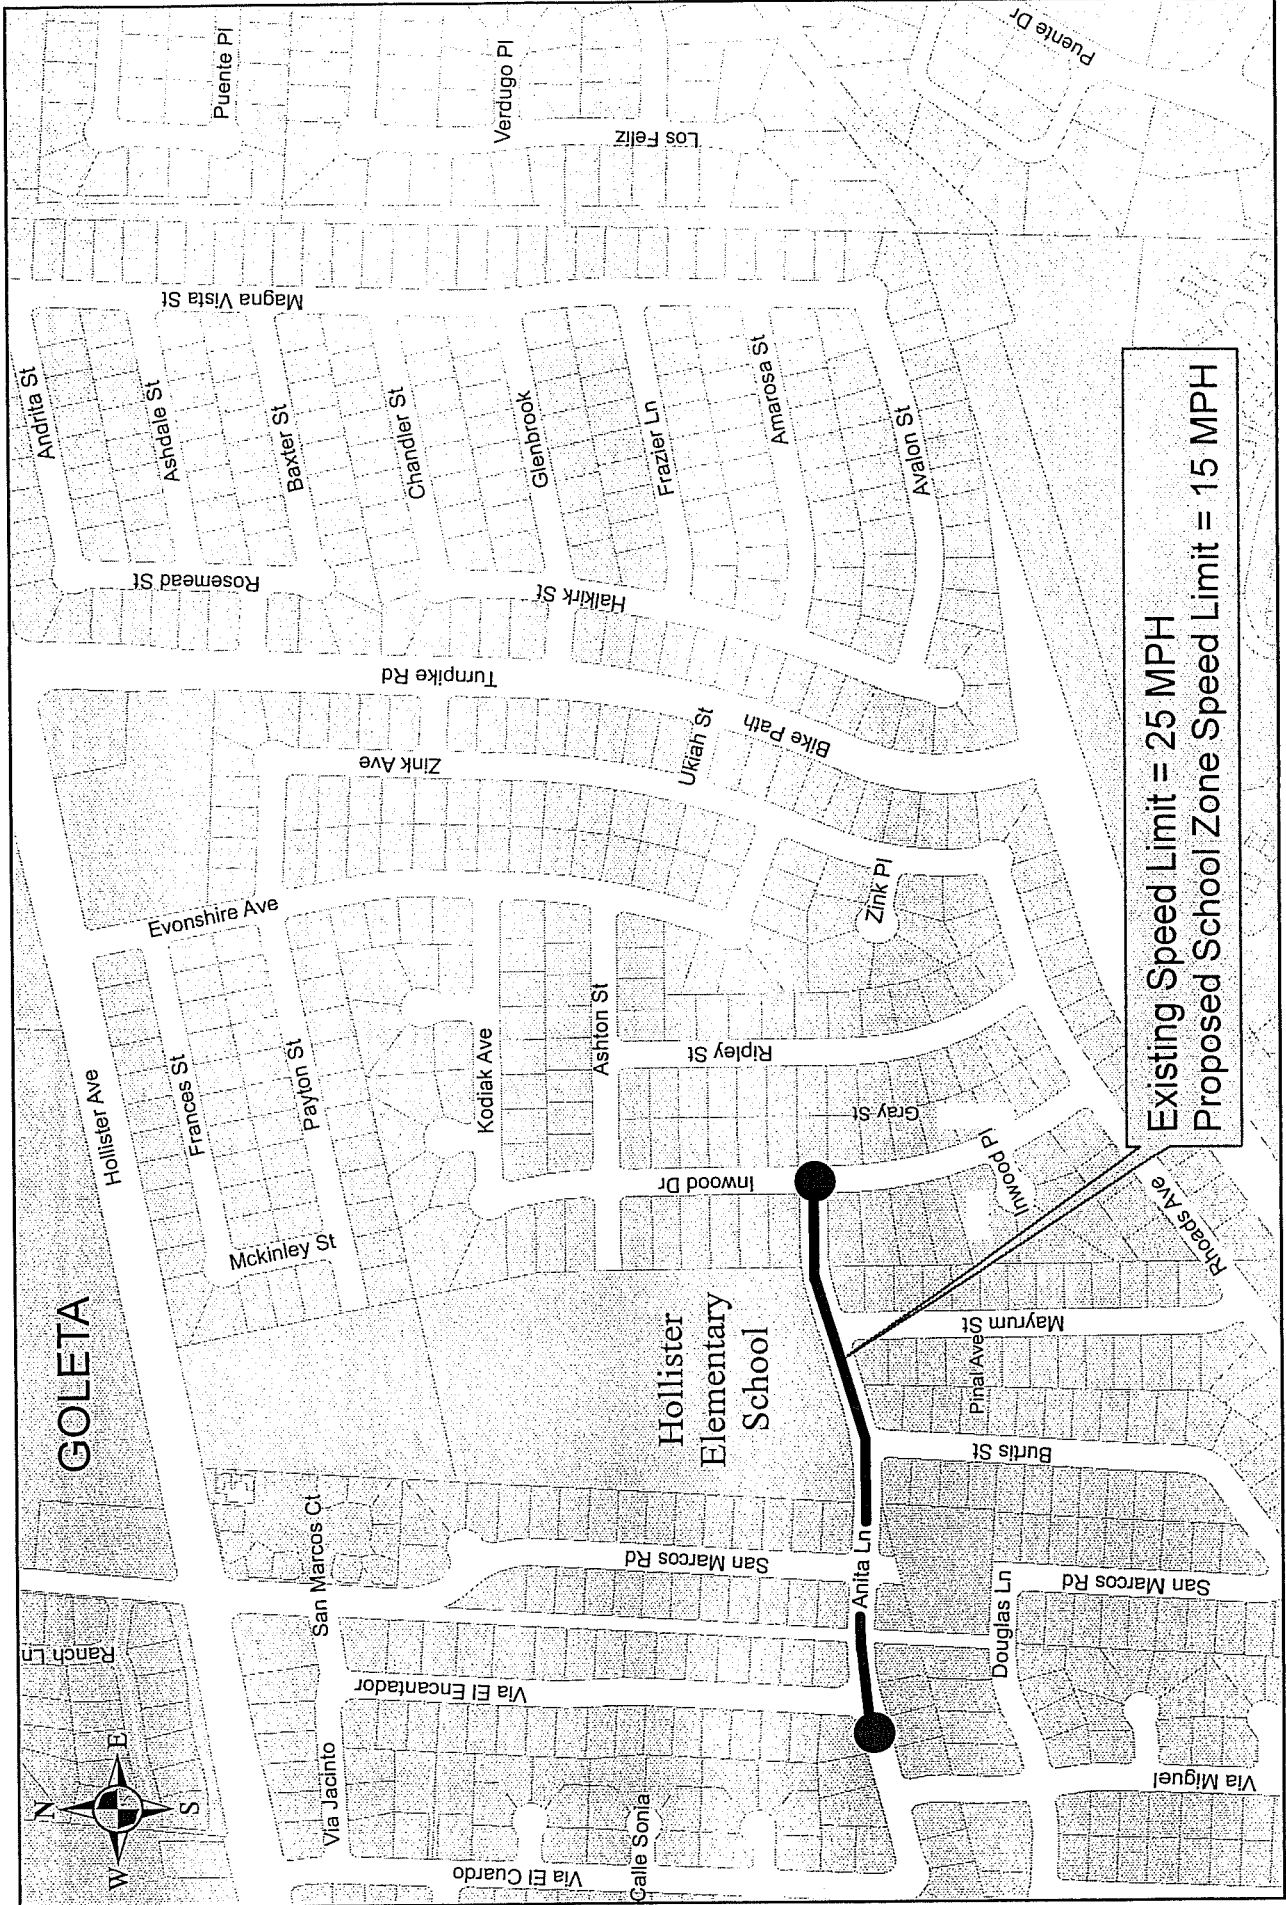 GOLETA
N
W
E
S
Ranch Ln
Hollister Ave
Via Jacinto
San Marcos Ct
Mckinley St
Frances St
Payton St
Evonshire Ave
Rosemead St
Andrita St
Ashdale St
Baxter St
Magna Vista St
Puente Pl
Via El Cuardo
Via El Encantador
Kodiak Ave
Zink Ave
Turnpike Rd
Chandler St
Calle Sonia
San Marcos Rd
Hollister
Elementary
School
Inwood Dr
Ashton St
Ripley St
Ukiah St
Bike Path
Halkirk St
Glenbrook
Frazier Ln
Verdugo Pl
Los Feliz
Anita Ln
Gray St
Zink Pl
Amarosa St
Avalon St
Douglas Ln
Burtis St
Pinal Ave
Mayrum St
Inwood Pl
Puente Dr
Via Miguel
San Marcos Rd
Rhoads Ave
Existing Speed Limit = 25 MPH
Proposed School Zone Speed Limit = 15 MPH